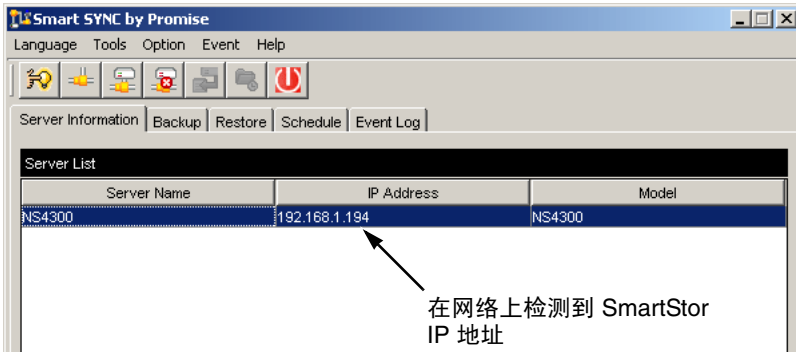 Smart SYNC by Promise
Language Tools Option Event Help
Server Information Backup Restore Schedule Event Log
Server List
Server Name IP Address Model
NS4300 192.168.1.194 NS4300
在网络上检测到 SmartStor
IP 地址